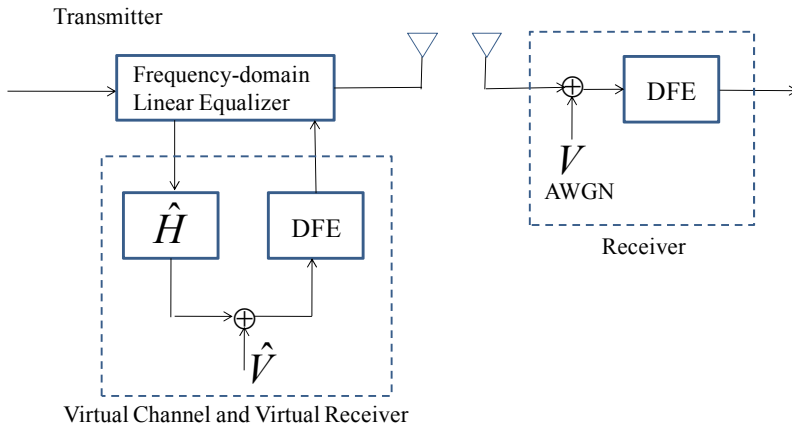 Transmitter
Frequency-domain
Linear Equalizer
DFE
V
AWGN
Receiver
Ĥ
DFE
V̂
Virtual Channel and Virtual Receiver